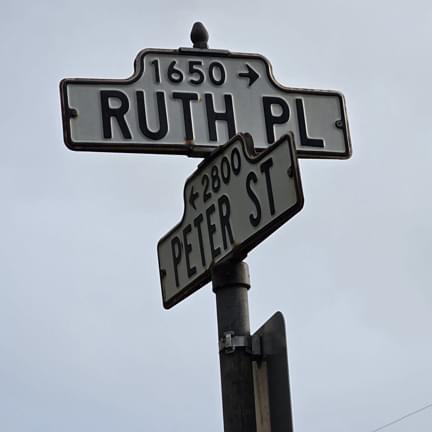 1650 →
RUTH PL
← 2800
PETER ST